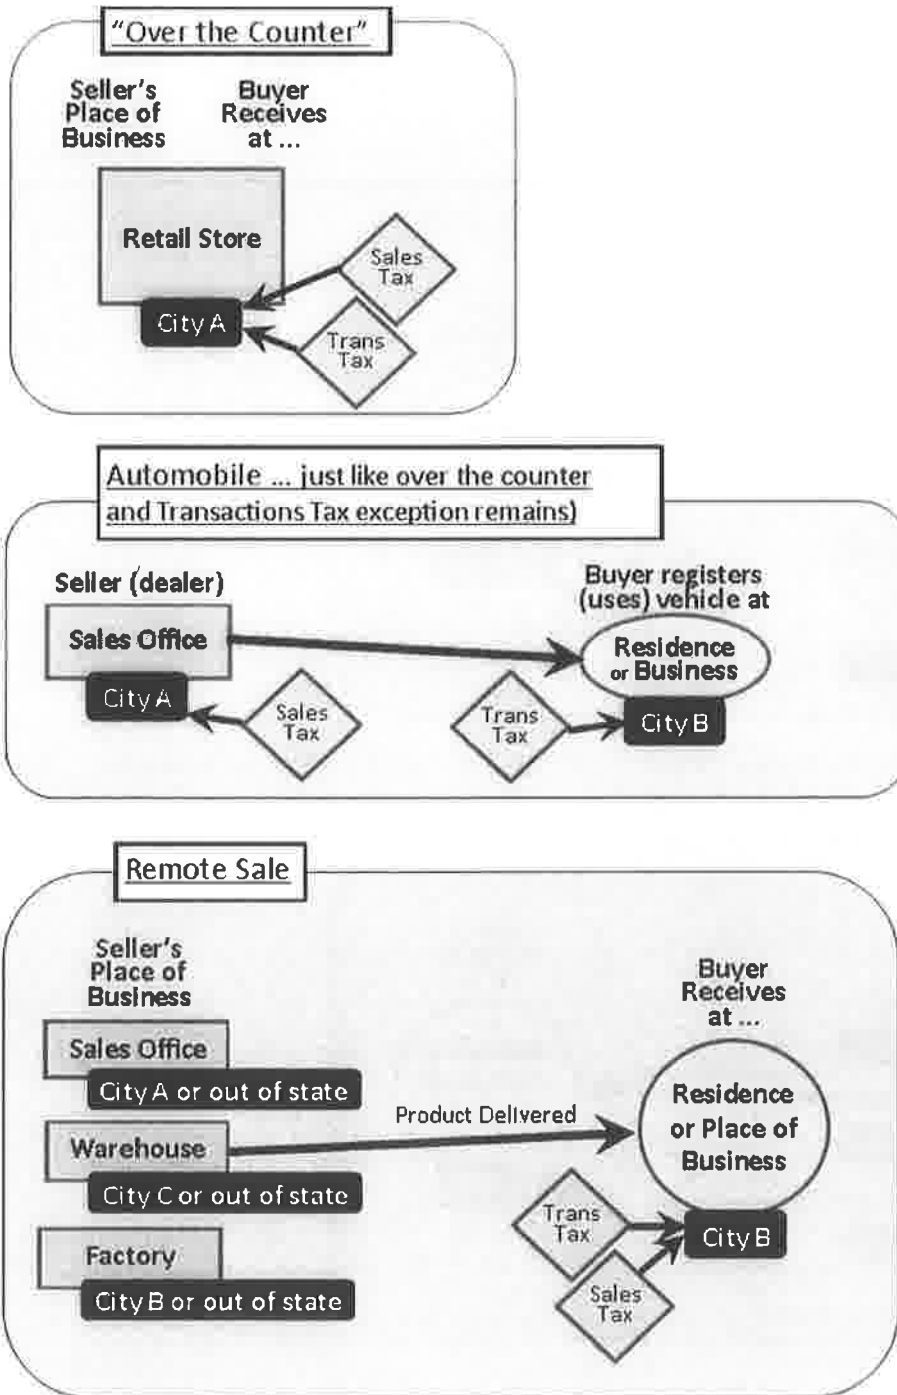 "Over the Counter"
Seller's
Place of
Business
Buyer
Receives
at ...
Retail Store
Sales
Tax
City A
Trans
Tax
Automobile ... just like over the counter
and Transactions Tax exception remains)
Seller (dealer)
Buyer registers
(uses) vehicle at
Sales Office
Residence
or Business
City A
Sales
Tax
Trans
Tax
City B
Remote Sale
Seller's
Place of
Business
Buyer
Receives
at ...
Sales Office
City A or out of state
Product Delivered
Residence
or Place of
Business
Warehouse
City C or out of state
Trans
Tax
City B
Factory
City B or out of state
Sales
Tax